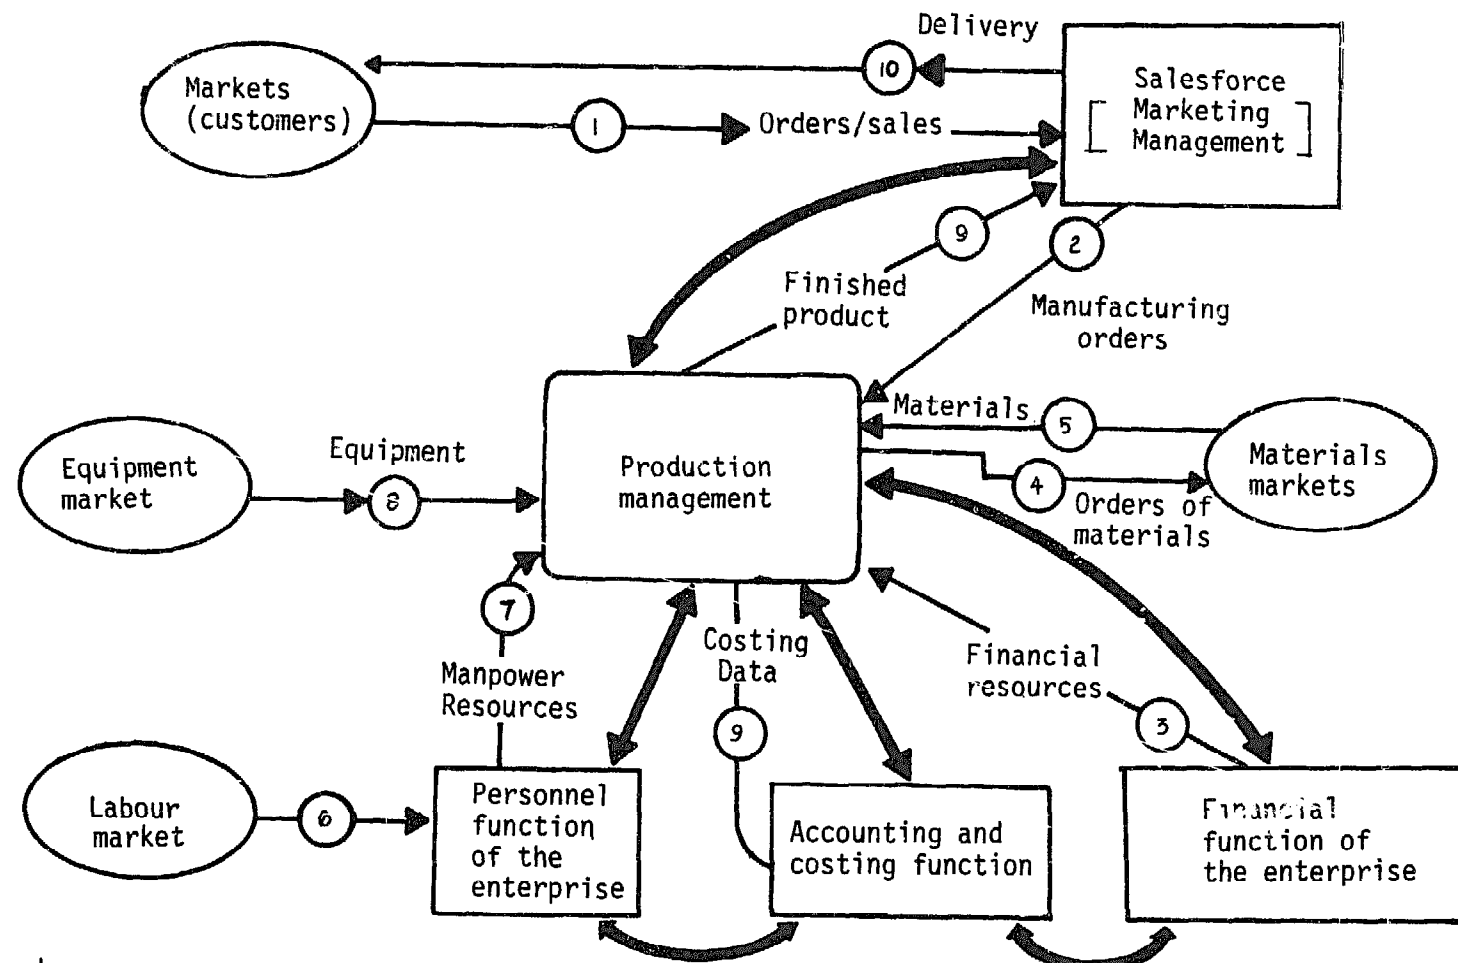 Delivery
10
Markets
(customers)
1
Orders/sales
Salesforce
[ Marketing
Management ]
9
2
Finished
product
Manufacturing
orders
Materials
5
Equipment
market
Equipment
8
Production
management
4
Materials
markets
Orders of
materials
7
Manpower
Resources
Costing
Data
9
Financial
resources
3
Labour
market
6
Personnel
function
of the
enterprise
Accounting and
costing function
Financial
function of
the enterprise